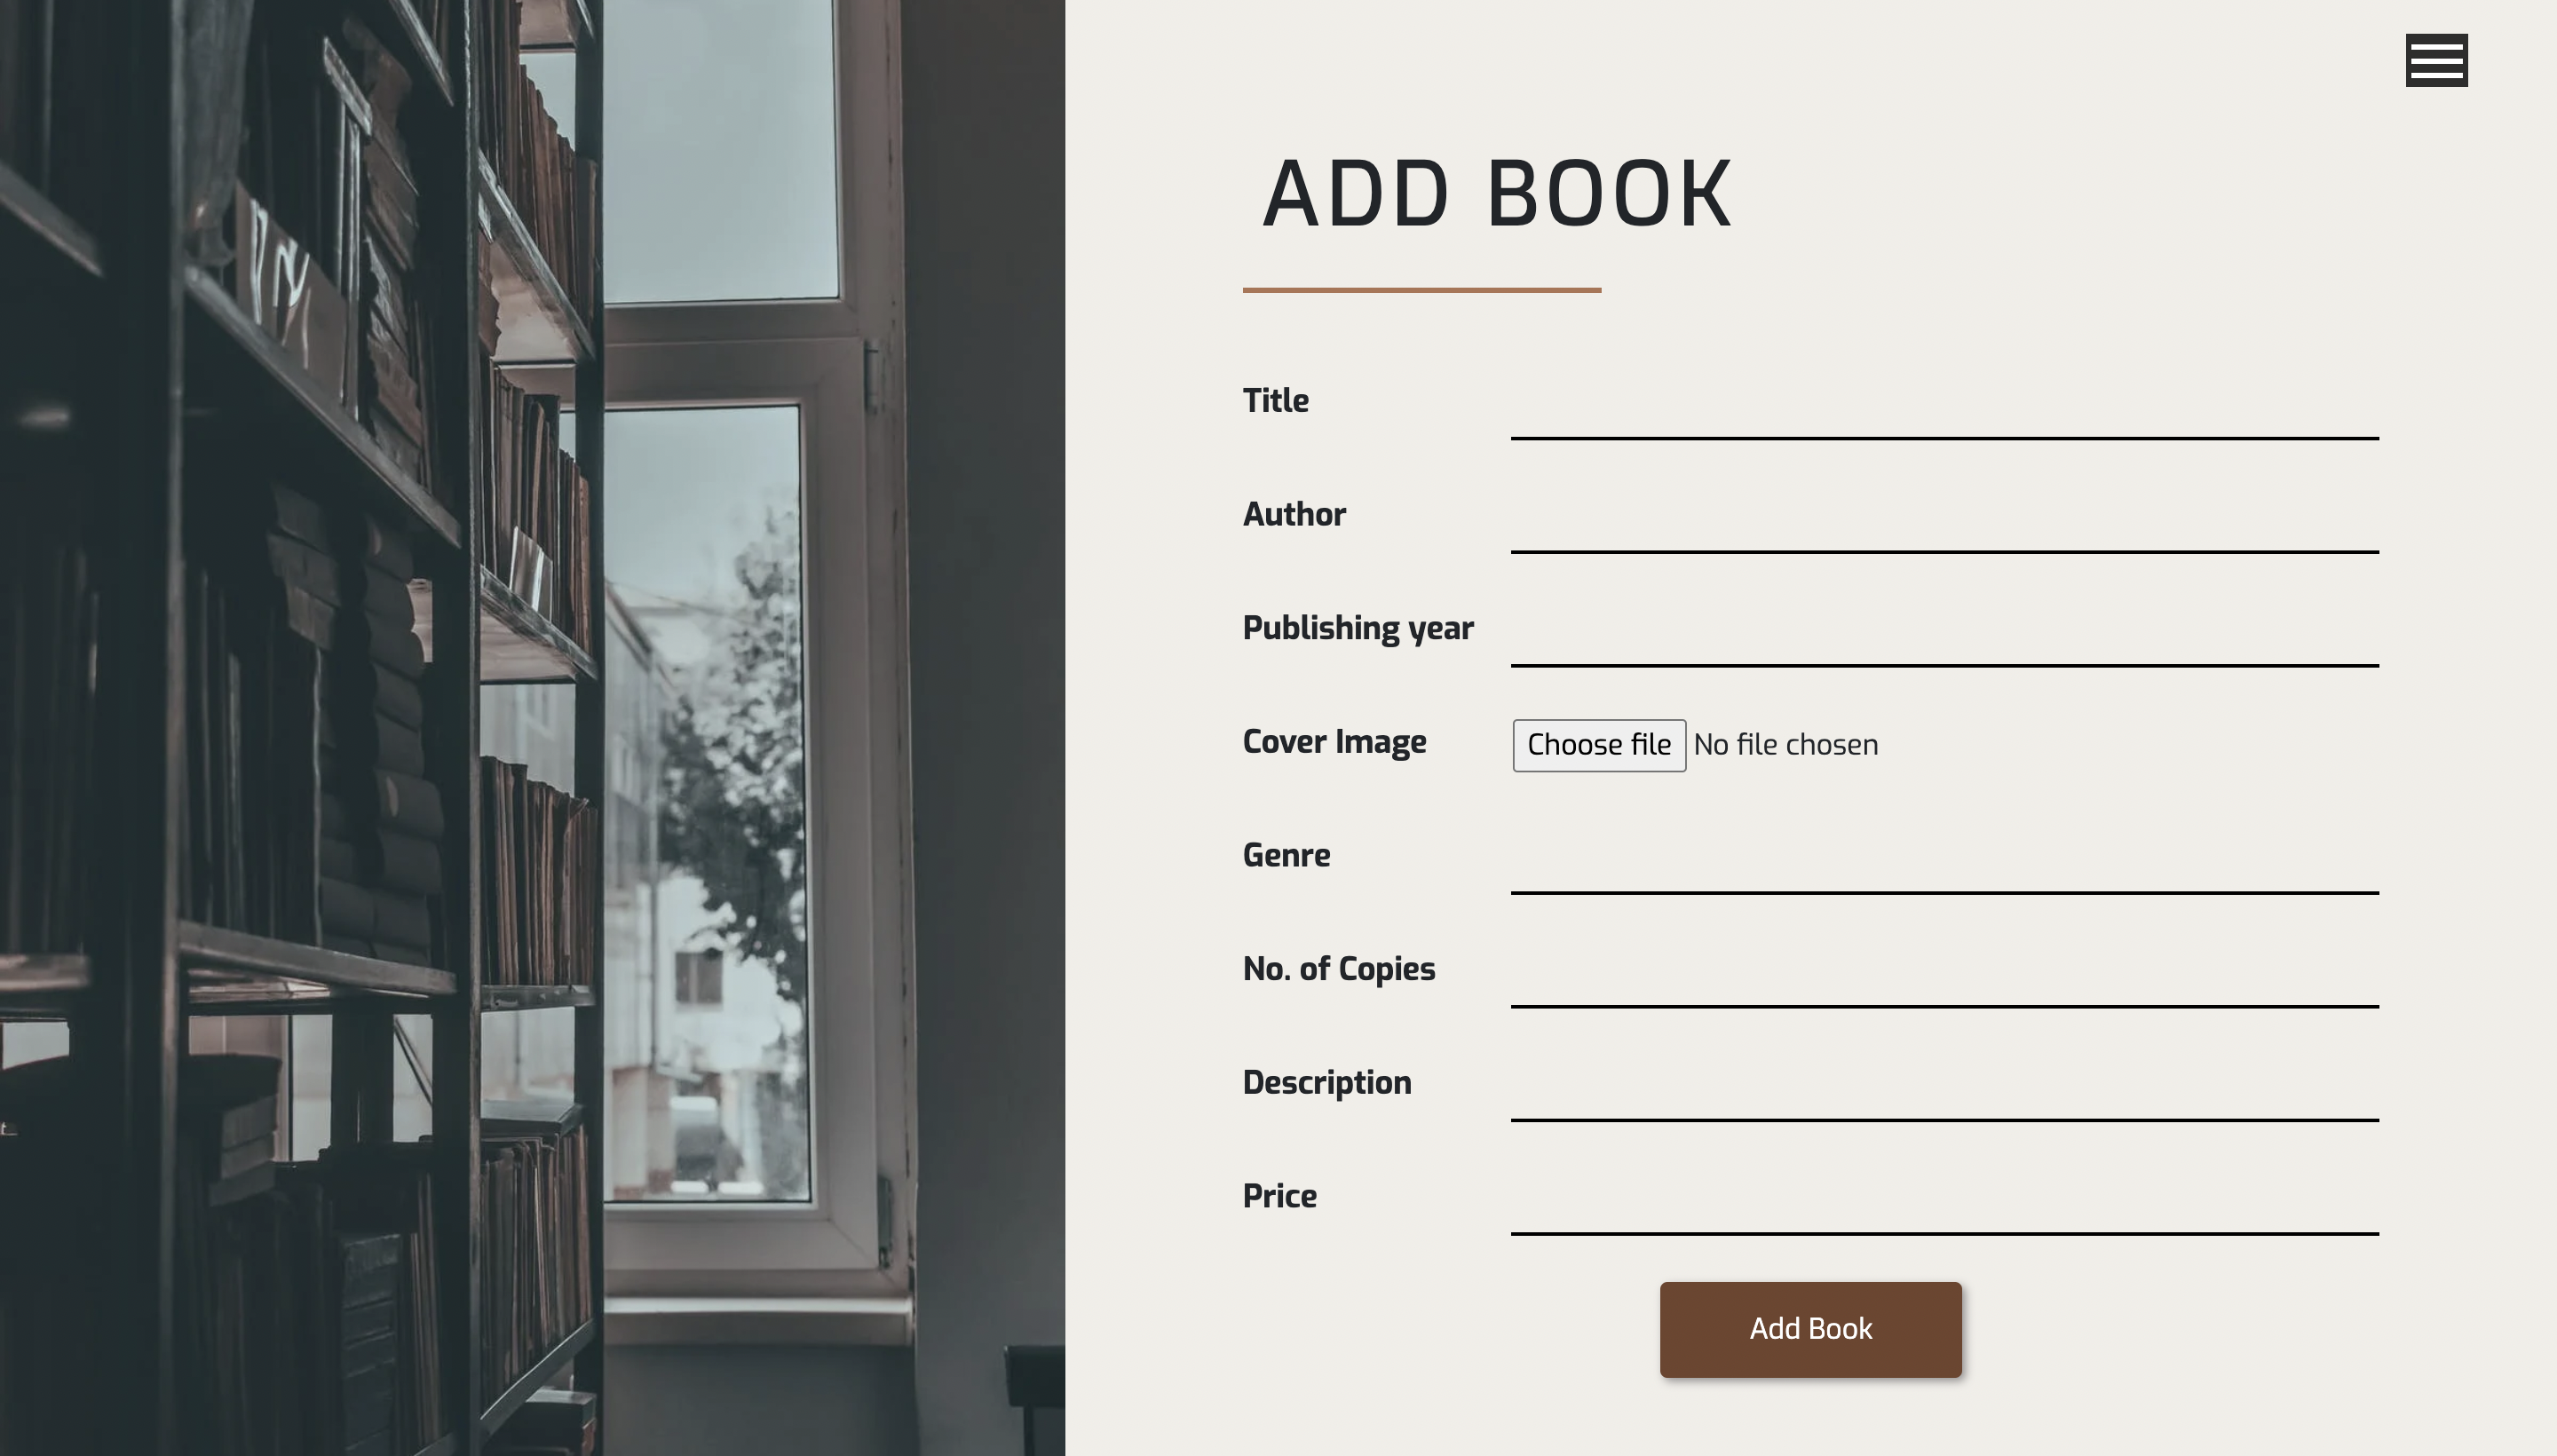 ADD BOOK
Title
Author
Publishing year
Cover Image Choose file No file chosen
Genre
No. of Copies
Description
Price
Add Book